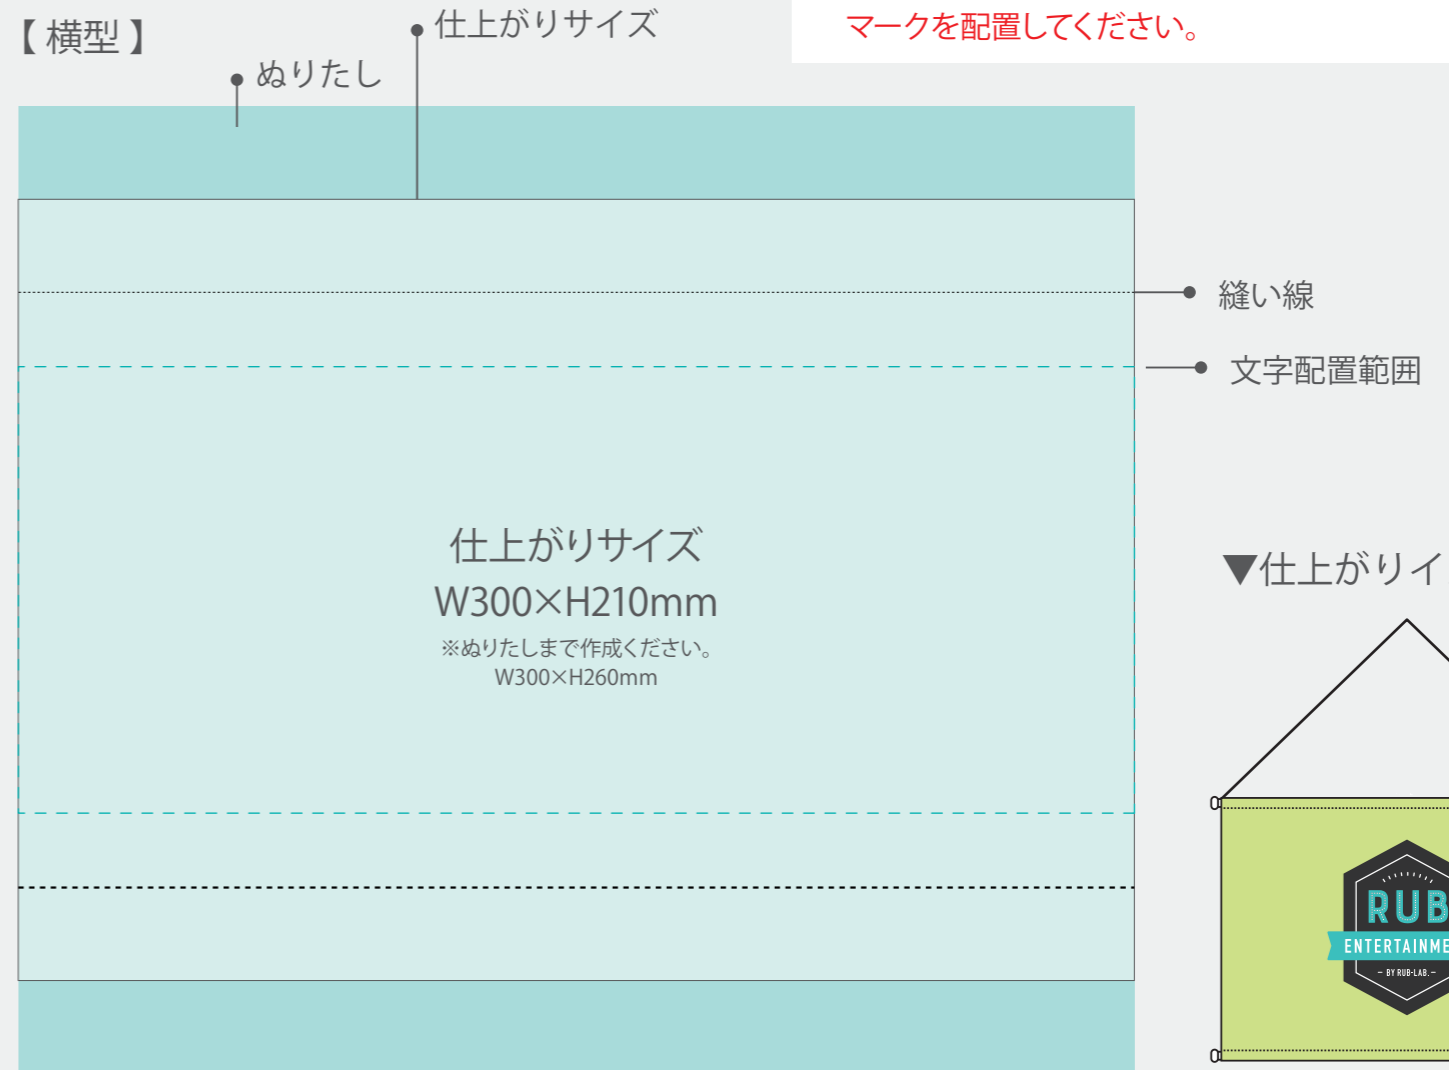 【 横型 】
仕上がりサイズ
マークを配置してください。
ぬりたし
縫い線
文字配置範囲
仕上がりサイズ
W300×H210mm
※ぬりたしまで作成ください。
W300×H260mm
▼仕上がりイ
RUB
ENTERTAINME
– BY RUB-LAB. –